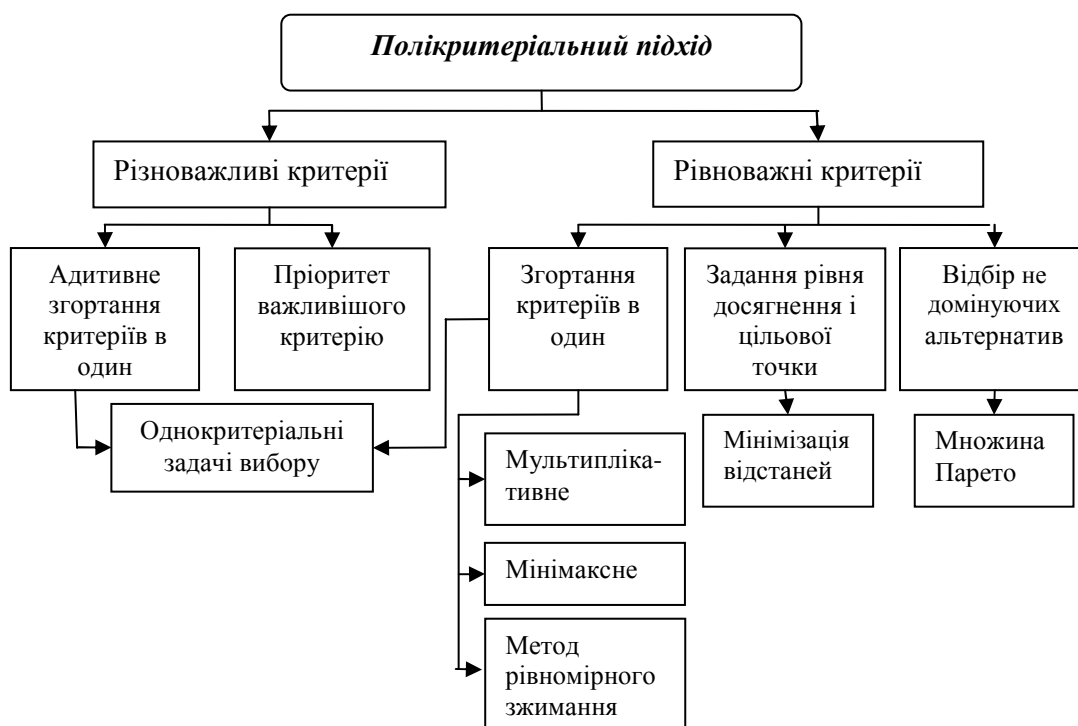 Полікритеріальний підхід
Різноважливі критерії
Рівноважні критерії
Адитивне
згортання
критеріїв в
один
Пріоритет
важливішого
критерію
Згортання
критеріїв в
один
Задання рівня
досягнення і
цільової
точки
Відбір не
домінуючих
альтернатив
Однокритеріальні
задачі вибору
Мультипліка-
тивне
Мінімізація
відстаней
Множина
Парето
Мінімаксне
Метод
рівномірного
зжимання